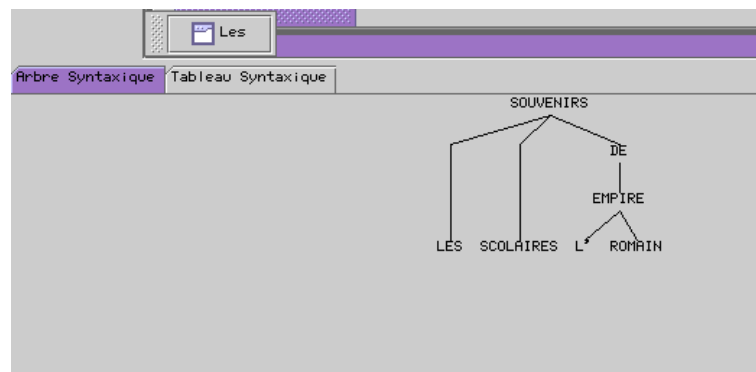 Les
Arbre Syntaxique Tableau Syntaxique
SOUVENIRS
DE
EMPIRE
LES SCOLAIRES L' ROMAIN